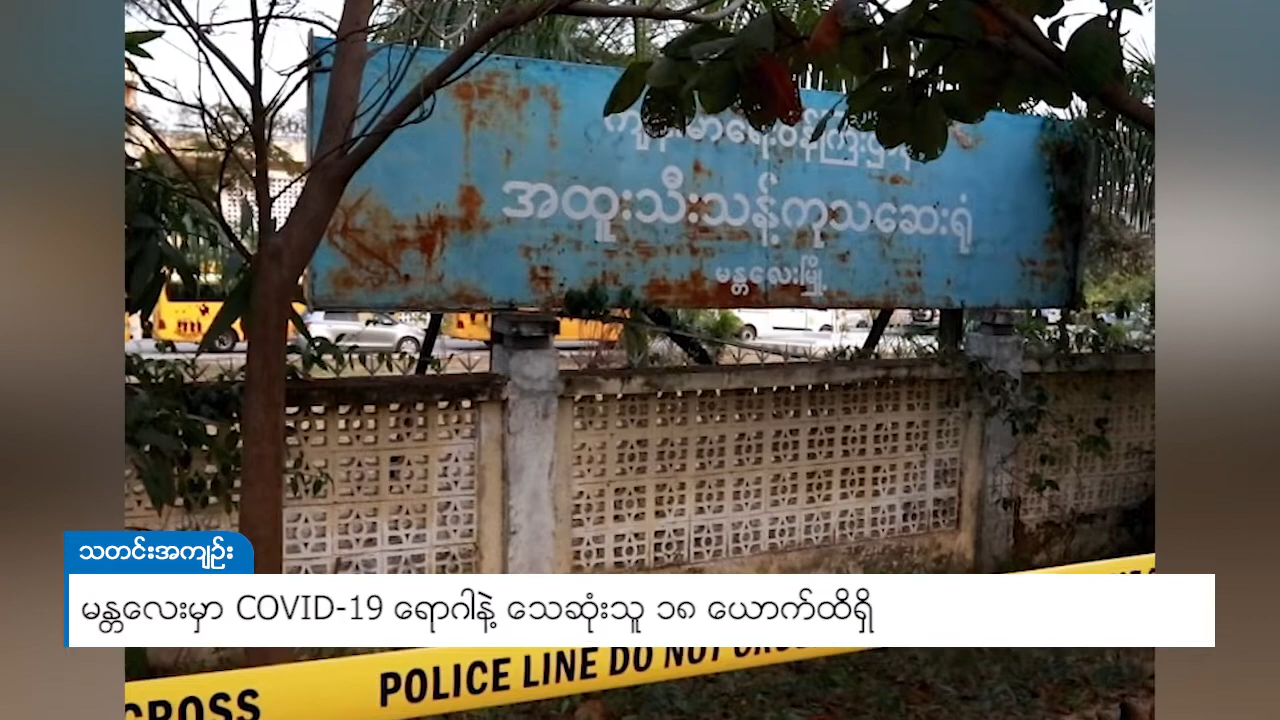 အထူးသီးသန့်ကုသဆေးရုံ
မန္တလေးမြို့
သတင်းအကျဉ်း
မန္တလေးမှာ COVID-19 ရောဂါနဲ့ သေဆုံးသူ ၁၈ ယောက်ထိရှိ
CROSS POLICE LINE DO NOT